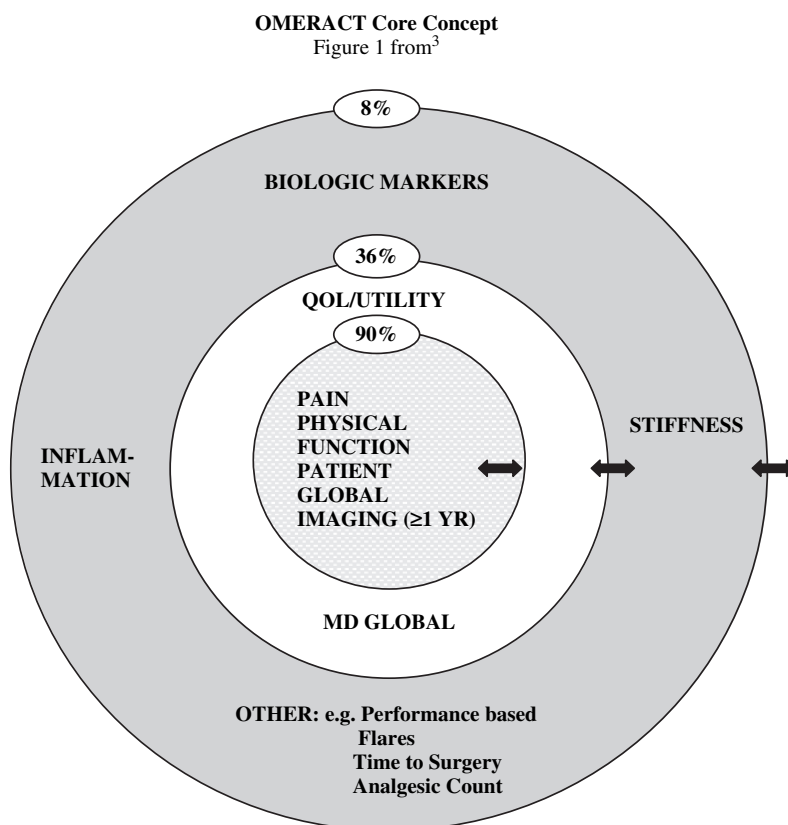 OMERACT Core Concept
Figure 1 from³
8%
BIOLOGIC MARKERS
36%
QOL/UTILITY
90%
PAIN
PHYSICAL
FUNCTION
PATIENT
GLOBAL
IMAGING (≥1 YR)
INFLAM-
MATION
STIFFNESS
MD GLOBAL
OTHER: e.g. Performance based
Flares
Time to Surgery
Analgesic Count